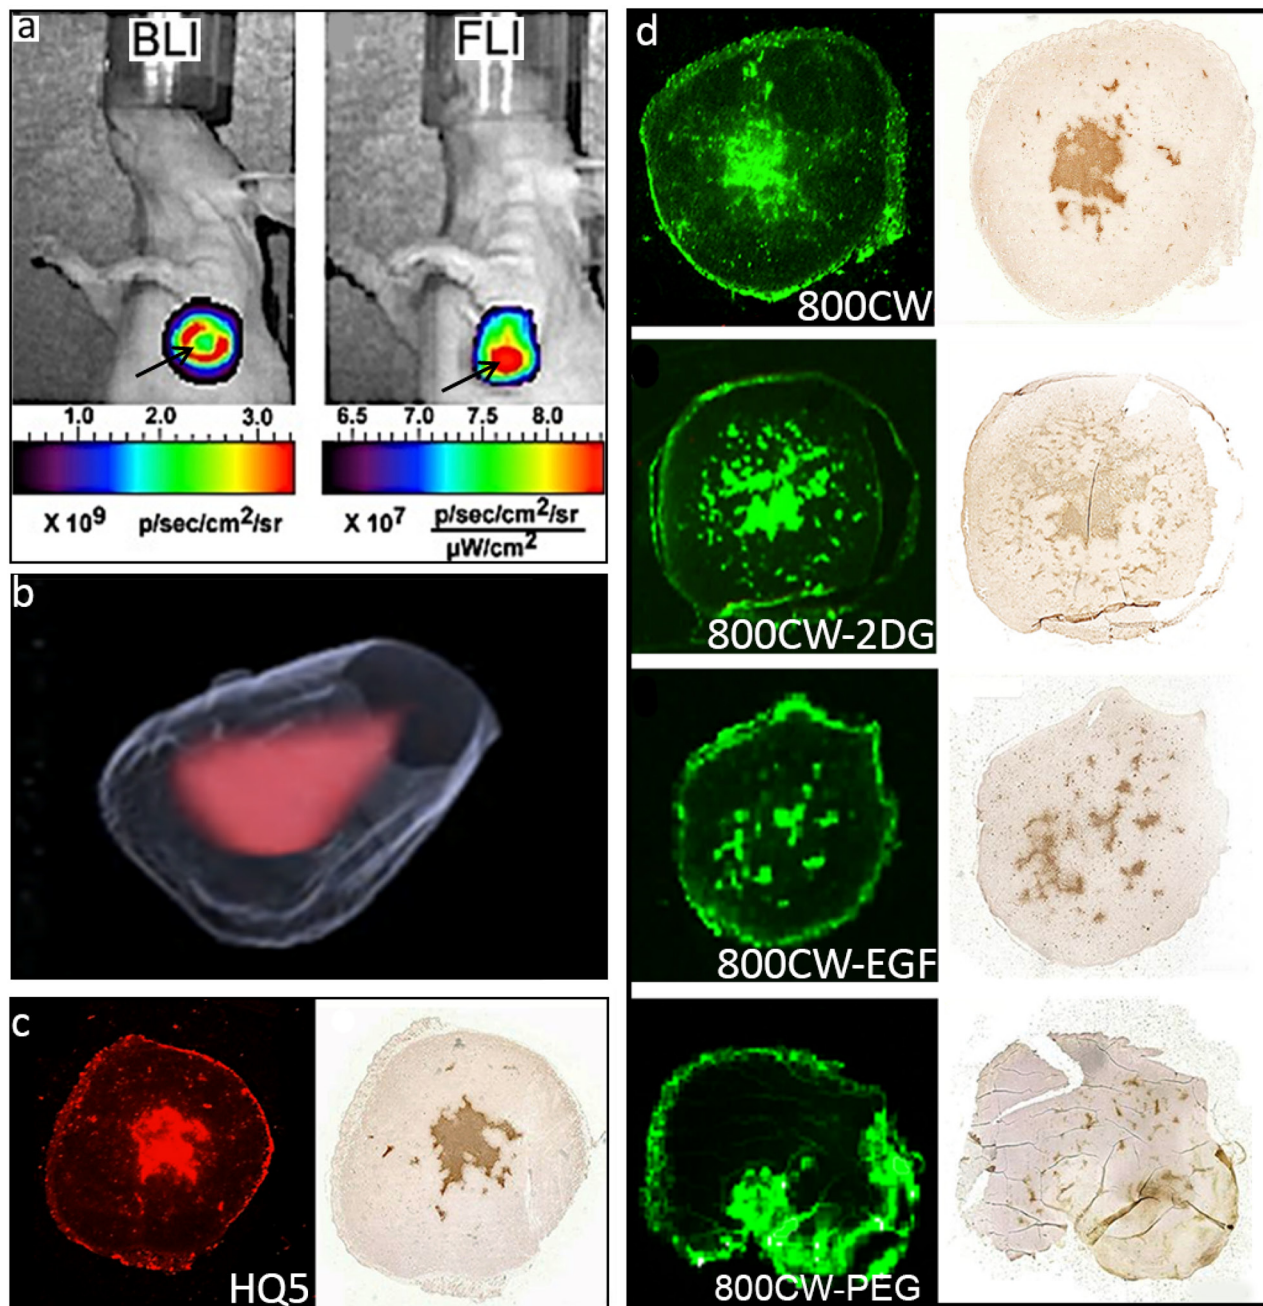 a
BLI
FLI
1.0 2.0 3.0
6.5 7.0 7.5 8.0
X 10⁹ p/sec/cm²/sr
X 10⁷ p/sec/cm²/sr
µW/cm²
b
c
HQ5
d
800CW
800CW-2DG
800CW-EGF
800CW-PEG